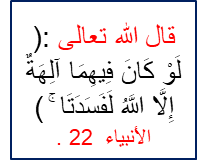 قال الله تعالى :(
لَوْ كَانَ فِيهِمَا آلِهَةٌ
إِلَّا اللَّهُ لَفَسَدَتَا ۚ )
الأنبياء 22 .